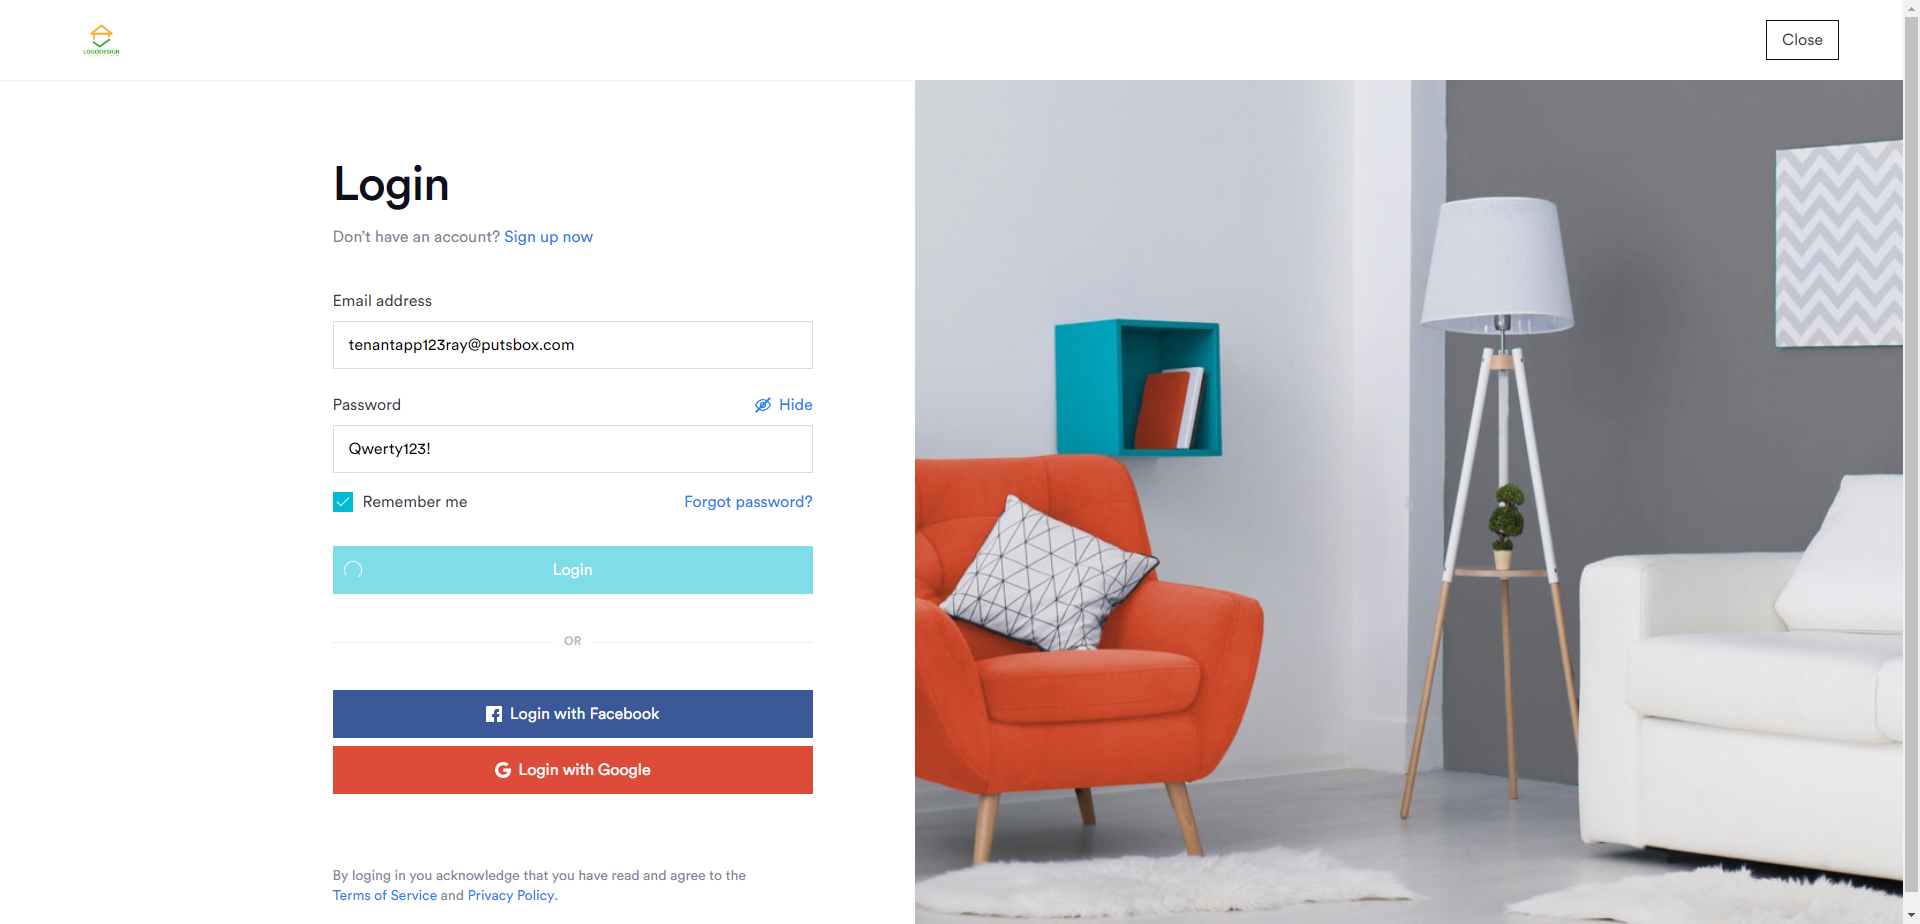 LOGODESIGN
Close
Login
Don't have an account? Sign up now
Email address
tenantapp123ray@putsbox.com
Password
Hide
Qwerty123!
Remember me
Forgot password?
Login
OR
Login with Facebook
Login with Google
By loging in you acknowledge that you have read and agree to the
Terms of Service and Privacy Policy.